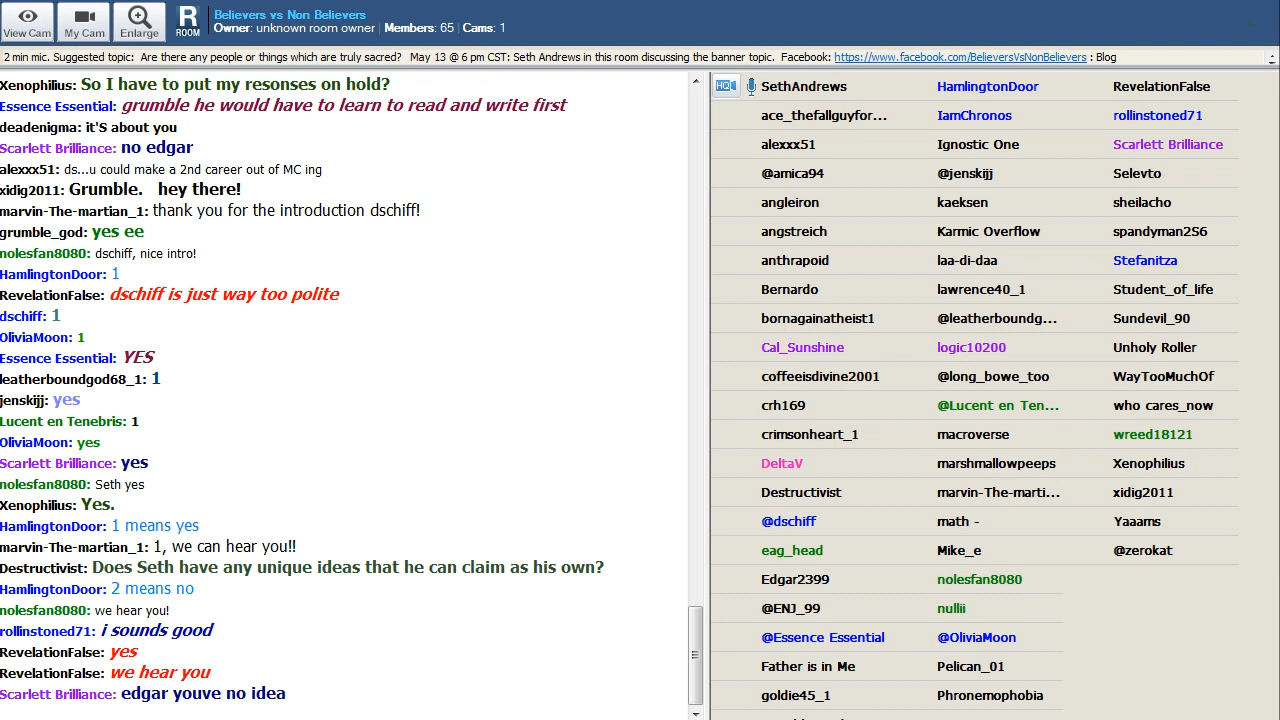 View Cam
My Cam
Enlarge
R
ROOM
Believers vs Non Believers
Owner: unknown room owner | Members: 65 | Cams: 1
2 min mic. Suggested topic: Are there any people or things which are truly sacred? May 13 @ 6 pm CST: Seth Andrews in this room discussing the banner topic. Facebook: https://www.facebook.com/BelieversVsNonBelievers : Blog
Xenophilius: So I have to put my resonses on hold?
Essence Essential: grumble he would have to learn to read and write first
deadenigma: it'S about you
Scarlett Brilliance: no edgar
alexxx51: ds...u could make a 2nd career out of MC ing
xidig2011: Grumble. hey there!
marvin-The-martian_1: thank you for the introduction dschiff!
grumble_god: yes ee
nolesfan8080: dschiff, nice intro!
HamlingtonDoor: 1
RevelationFalse: dschiff is just way too polite
dschiff: 1
OliviaMoon: 1
Essence Essential: YES
leatherboundgod68_1: 1
jenskijj: yes
Lucent en Tenebris: 1
OliviaMoon: yes
Scarlett Brilliance: yes
nolesfan8080: Seth yes
Xenophilius: Yes.
HamlingtonDoor: 1 means yes
marvin-The-martian_1: 1, we can hear you!!
Destructivist: Does Seth have any unique ideas that he can claim as his own?
HamlingtonDoor: 2 means no
nolesfan8080: we hear you!
rollinstoned71: i sounds good
RevelationFalse: yes
RevelationFalse: we hear you
Scarlett Brilliance: edgar youve no idea
HQ
SethAndrews
ace_thefallguyfor...
alexxx51
@amica94
angleiron
angstreich
anthrapoid
Bernardo
bornagainatheist1
Cal_Sunshine
coffeeisdivine2001
crh169
crimsonheart_1
DeltaV
Destructivist
@dschiff
eag_head
Edgar2399
@ENJ_99
@Essence Essential
Father is in Me
goldie45_1
HamlingtonDoor
IamChronos
Ignostic One
@jenskijj
kaeksen
Karmic Overflow
laa-di-daa
lawrence40_1
@leatherboundg...
logic10200
@long_bowe_too
@Lucent en Ten...
macroverse
marshmallowpeeps
marvin-The-marti...
math -
Mike_e
nolesfan8080
nullii
@OliviaMoon
Pelican_01
Phronemophobia
RevelationFalse
rollinstoned71
Scarlett Brilliance
Selevto
sheilacho
spandyman2S6
Stefanitza
Student_of_life
Sundevil_90
Unholy Roller
WayTooMuchOf
who cares_now
wreed18121
Xenophilius
xidig2011
Yaaams
@zerokat